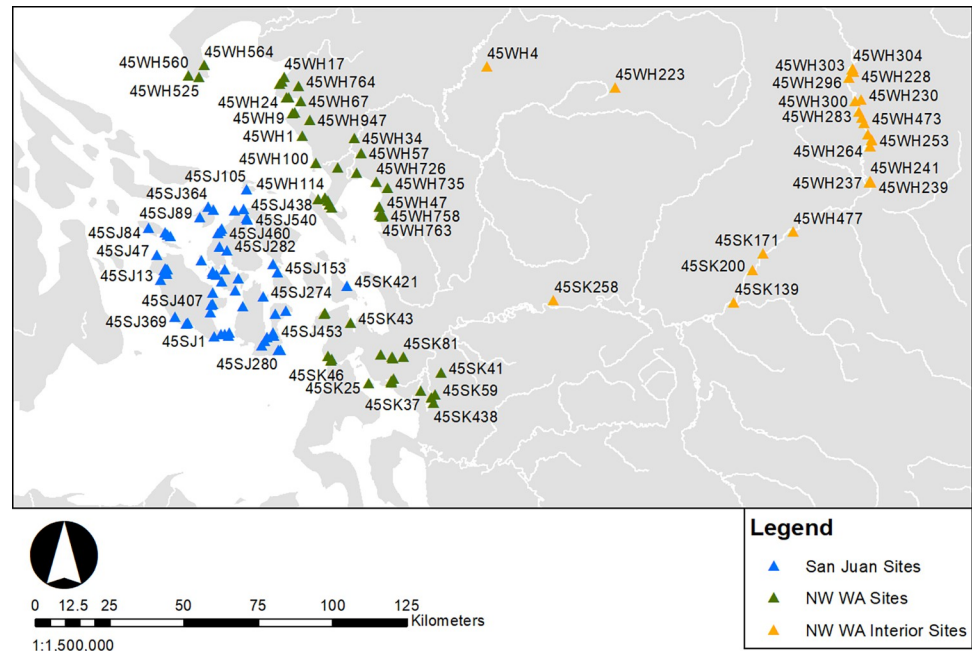 45WH564
45WH560
45WH525
45WH17
45WH764
45WH24
45WH67
45WH9
45WH947
45WH1
45WH34
45WH57
45WH100
45WH726
45WH735
45WH114
45WH47
45WH758
45WH763
45WH4
45WH223
45WH304
45WH303
45WH228
45WH296
45WH230
45WH300
45WH283
45WH473
45WH253
45WH264
45WH241
45WH237
45WH239
45WH477
45SK171
45SK200
45SK139
45SK258
45SJ105
45SJ364
45SJ438
45SJ89
45SJ540
45SJ84
45SJ460
45SJ282
45SJ47
45SJ153
45SJ13
45SK421
45SJ274
45SJ407
45SK43
45SJ369
45SJ453
45SJ1
45SK81
45SJ280
45SK46
45SK41
45SK25
45SK59
45SK37
45SK438
0 12.5 25 50 75 100 125
Kilometers
1:1.500.000
Legend
San Juan Sites
NW WA Sites
NW WA Interior Sites